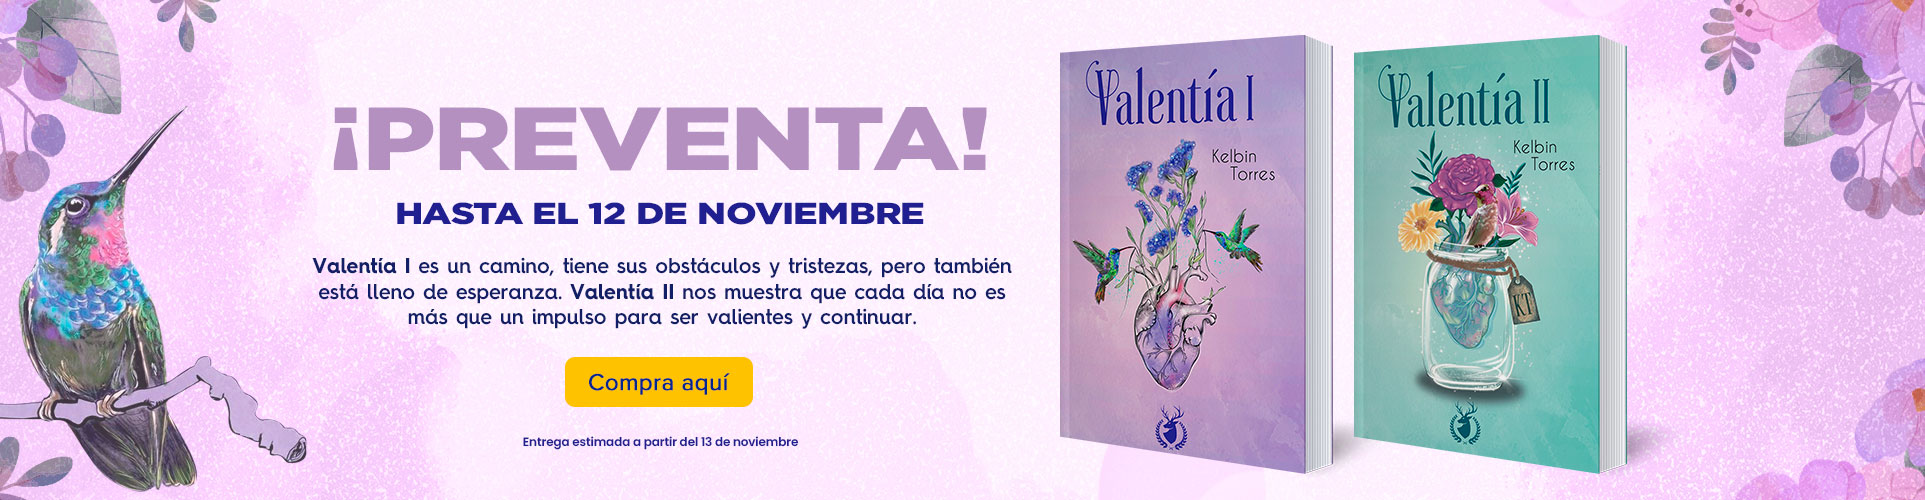 ¡PREVENTA!
HASTA EL 12 DE NOVIEMBRE
Valentía I es un camino, tiene sus obstáculos y tristezas, pero también
está lleno de esperanza. Valentía II nos muestra que cada día no es
más que un impulso para ser valientes y continuar.
Compra aquí
Entrega estimada a partir del 13 de noviembre
Valentía I
Kelbin
Torres
Valentía II
Kelbin
Torres
KT